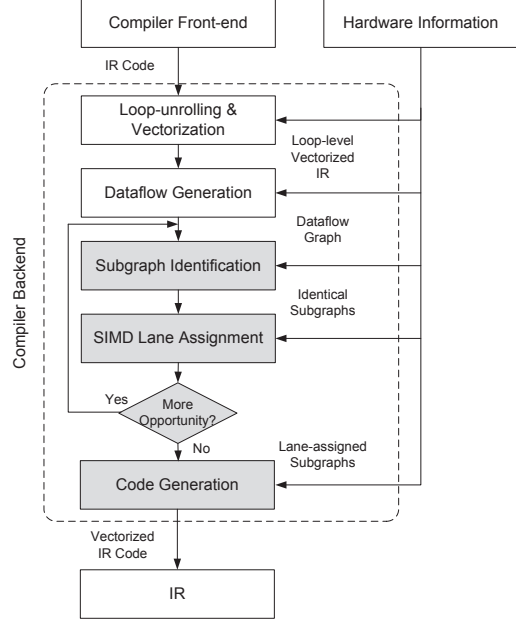 Compiler Front-end
Hardware Information
IR Code
Loop-unrolling &
Vectorization
Loop-level
Vectorized
IR
Dataflow Generation
Dataflow
Graph
Subgraph Identification
Identical
Subgraphs
SIMD Lane Assignment
Compiler Backend
Yes
More
Opportunity?
No
Lane-assigned
Subgraphs
Code Generation
Vectorized
IR Code
IR